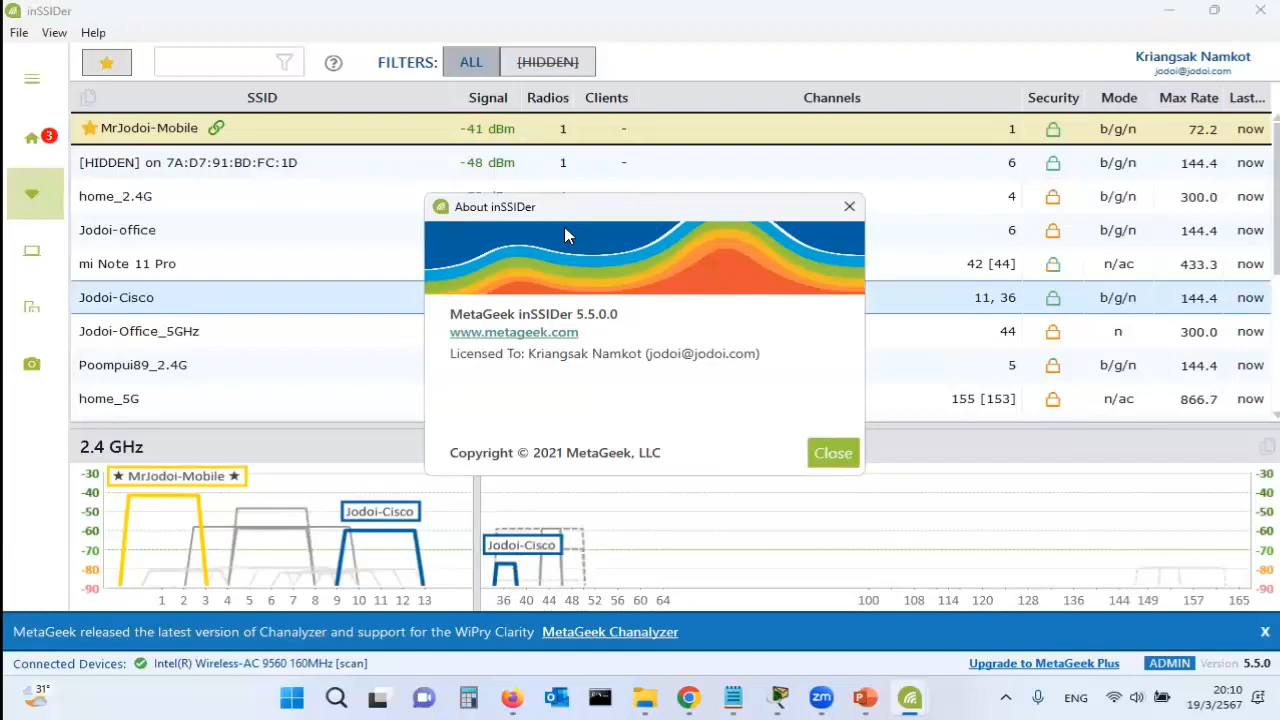 inSSIDer
File View Help
FILTERS: ALL [HIDDEN]
Kriangsak Namkot
jodoi@jodoi.com
SSID Signal Radios Clients Channels Security Mode Max Rate Last...
MrJodoi-Mobile -41 dBm 1 - 1 b/g/n 72.2 now
3
[HIDDEN] on 7A:D7:91:BD:FC:1D -48 dBm 1 - 6 b/g/n 144.4 now
home_2.4G 4 b/g/n 300.0 now
Jodoi-office 6 b/g/n 144.4 now
mi Note 11 Pro 42 [44] n/ac 433.3 now
Jodoi-Cisco 11, 36 b/g/n 144.4 now
Jodoi-Office_5GHz 44 n 300.0 now
Poompui89_2.4G 5 b/g/n 144.4 now
home_5G 155 [153] n/ac 866.7 now
About inSSIDer
MetaGeek inSSIDer 5.5.0.0
www.metageek.com
Licensed To: Kriangsak Namkot (jodoi@jodoi.com)
Copyright © 2021 MetaGeek, LLC
Close
2.4 GHz
-30 ★ MrJodoi-Mobile ★ -30
-40 -40
-50 Jodoi-Cisco -50
-60 Jodoi-Cisco -60
-70 -70
-80 -80
-90 -90
1 2 3 4 5 6 7 8 9 10 11 12 13 36 40 44 48 52 56 60 64 100 108 114 120 128 136 144 149 157 165
MetaGeek released the latest version of Chanalyzer and support for the WiPry Clarity MetaGeek Chanalyzer X
Connected Devices: Intel(R) Wireless-AC 9560 160MHz [scan] Upgrade to MetaGeek Plus ADMIN Version 5.5.0
31°
zm
ENG
20:10
19/3/2567